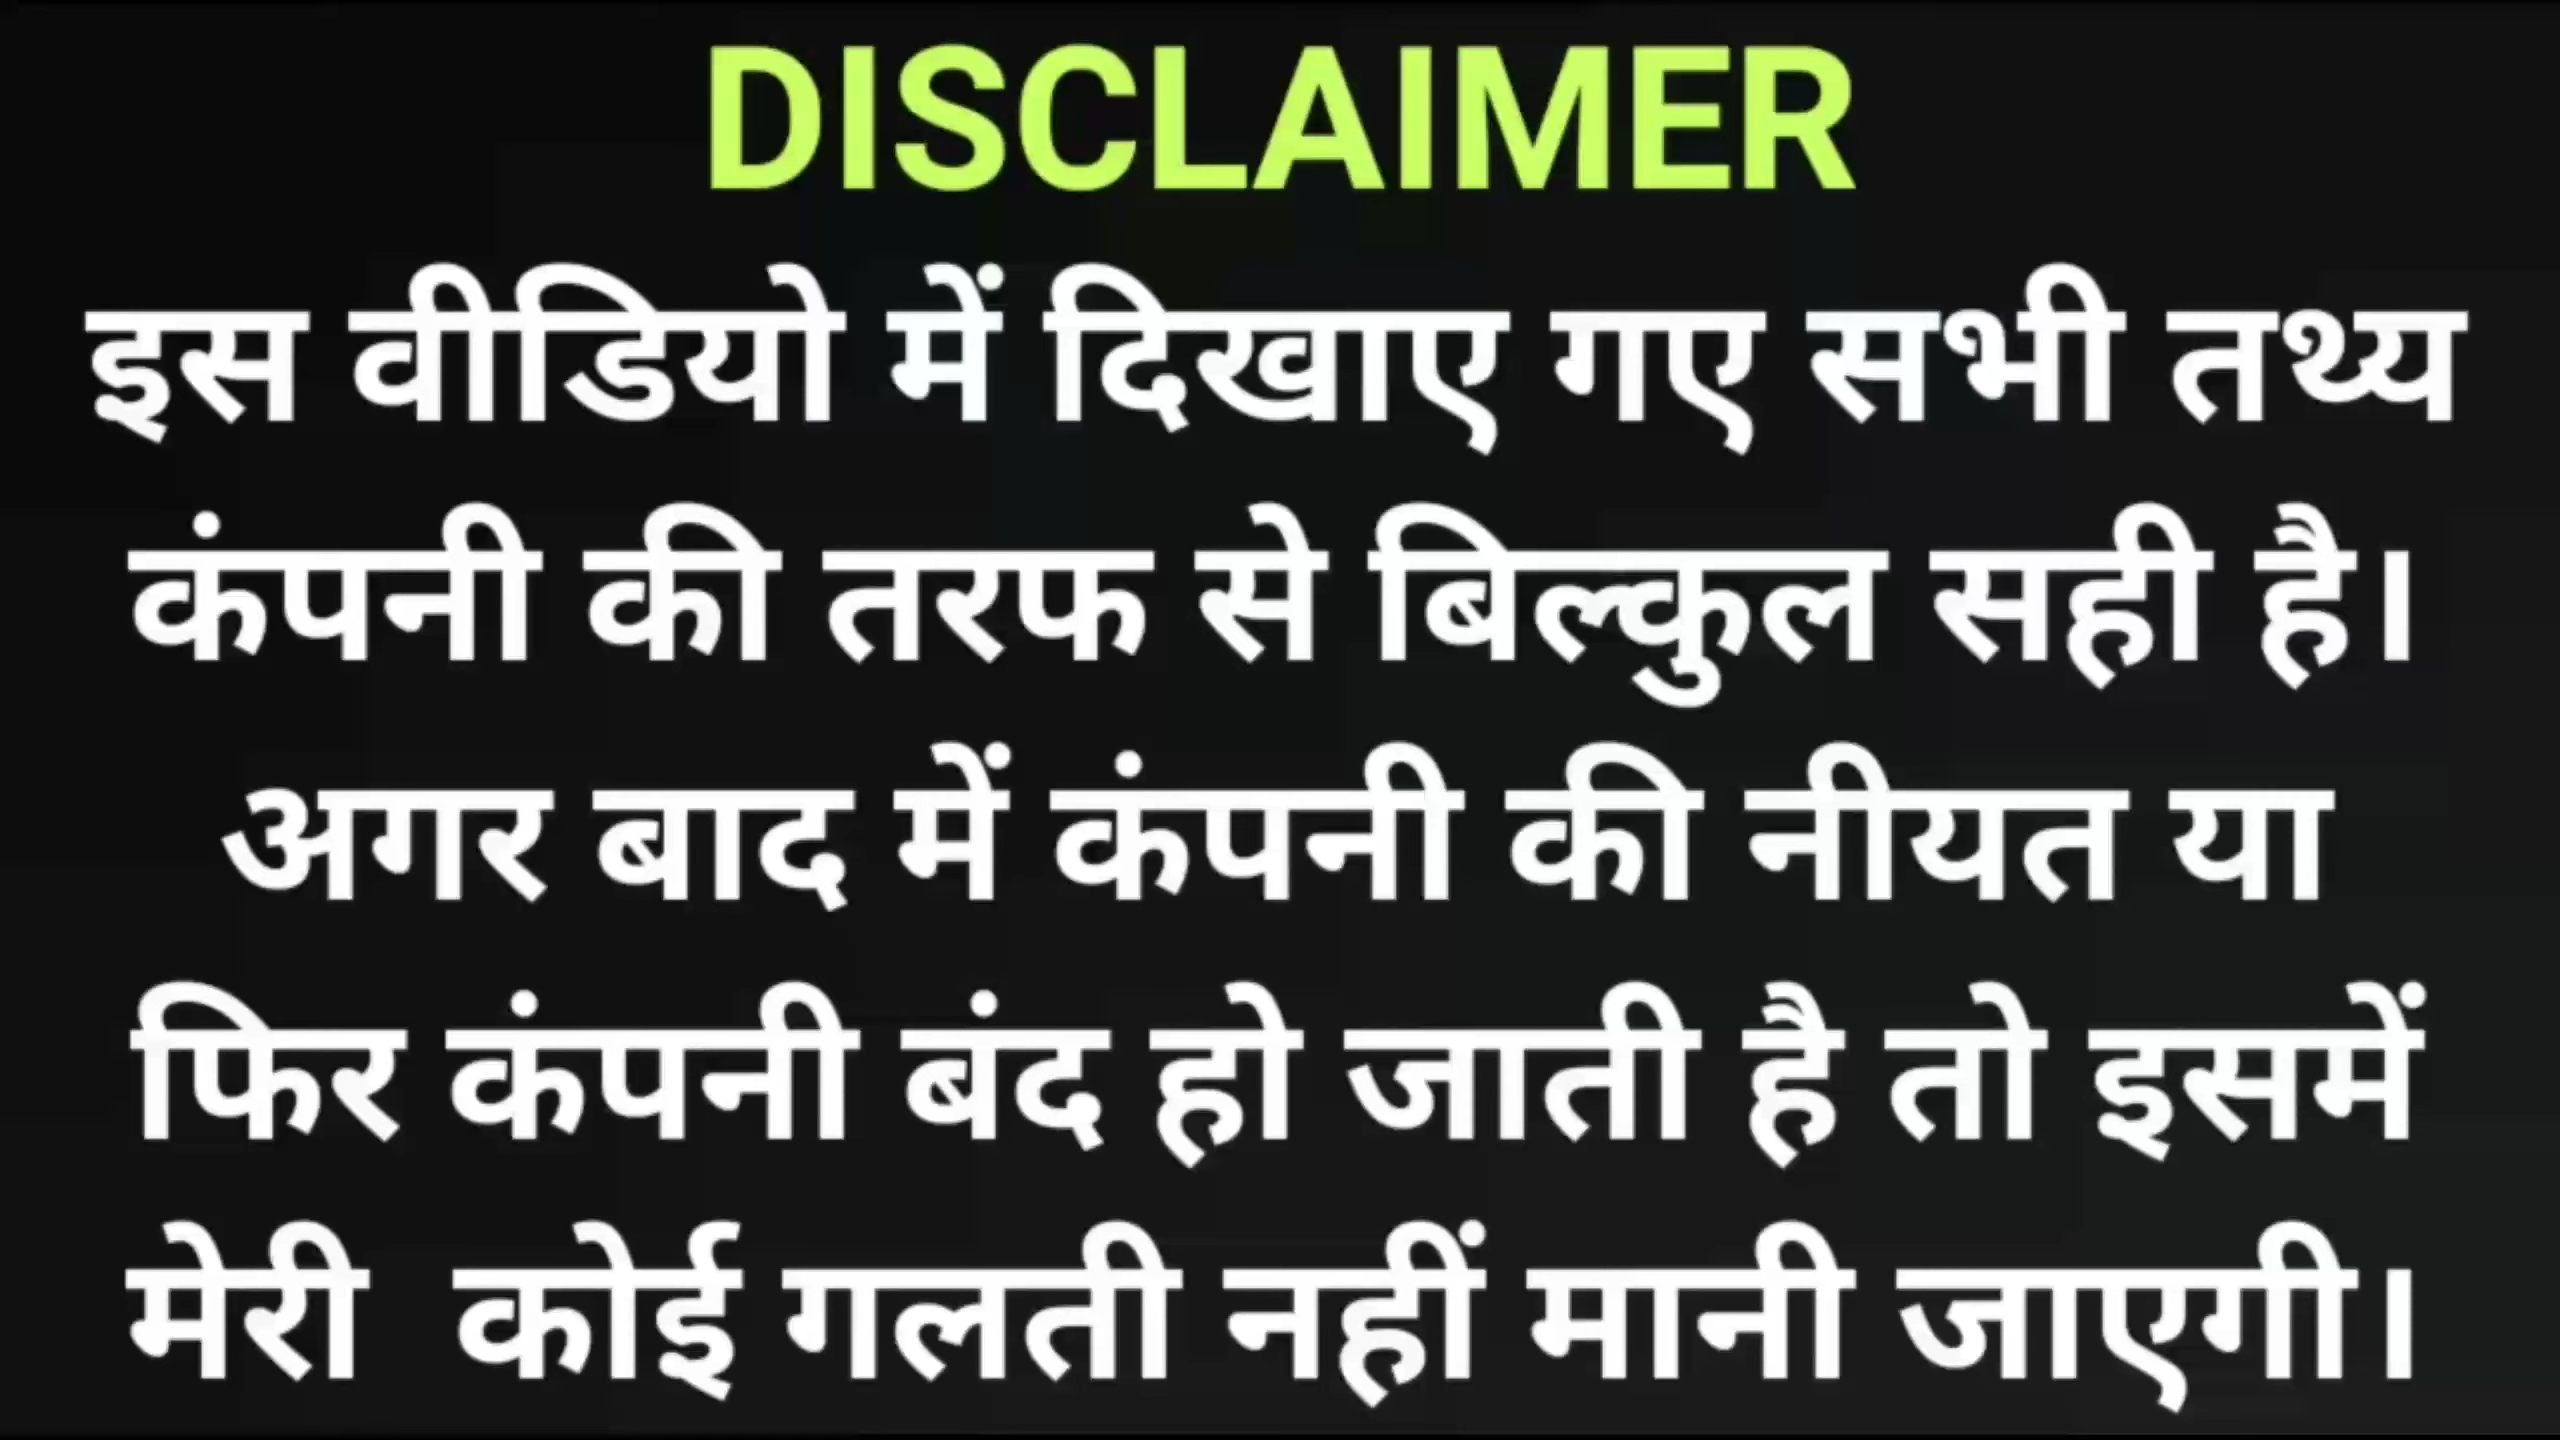 DISCLAIMER
इस वीडियो में दिखाए गए सभी तथ्य
कंपनी की तरफ से बिल्कुल सही है।
अगर बाद में कंपनी की नीयत या
फिर कंपनी बंद हो जाती है तो इसमें
मेरी कोई गलती नहीं मानी जाएगी।